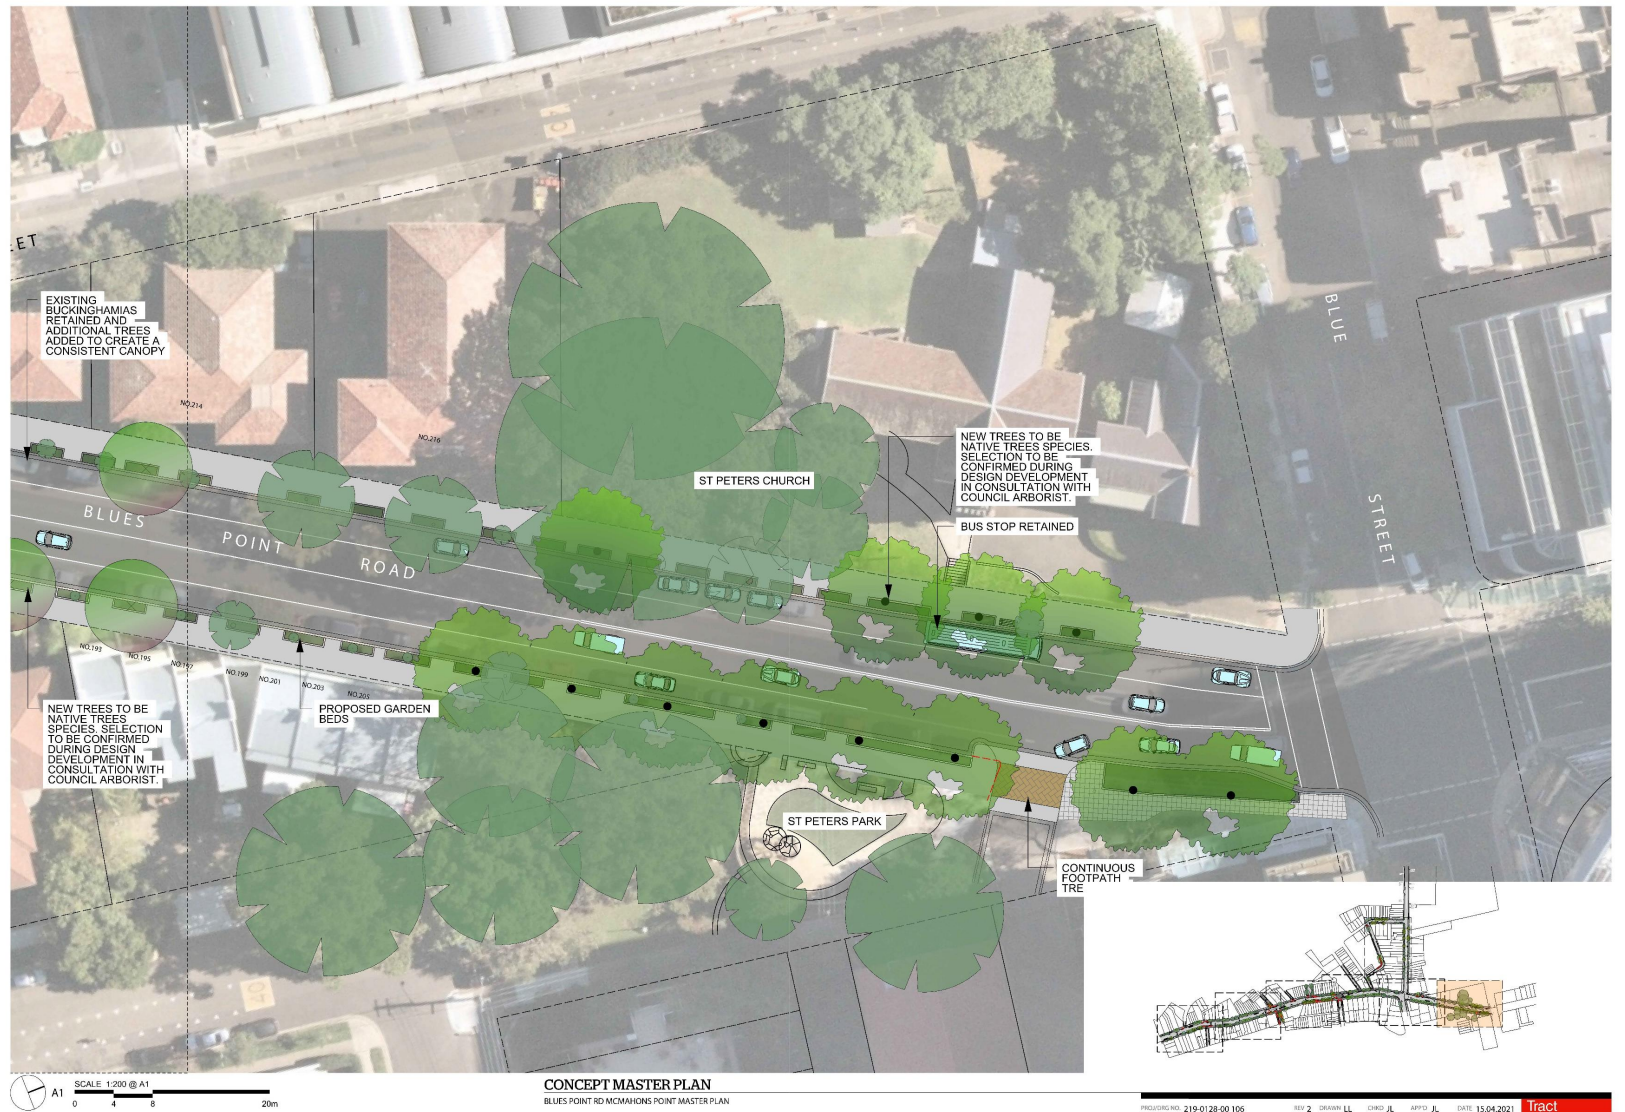 EET
EXISTING
BUCKINGHAMIAS
RETAINED AND
ADDITIONAL TREES
ADDED TO CREATE A
CONSISTENT CANOPY
NO.214
NO.216
BLUES POINT ROAD
BLUE STREET
ST PETERS CHURCH
NEW TREES TO BE
NATIVE TREES SPECIES.
SELECTION TO BE
CONFIRMED DURING
DESIGN DEVELOPMENT
IN CONSULTATION WITH
COUNCIL ARBORIST.
BUS STOP RETAINED
NO.193
NO.195
NO.197
NO.199
NO.201
NO.203
NO.205
PROPOSED GARDEN
BEDS
NEW TREES TO BE
NATIVE TREES
SPECIES. SELECTION
TO BE CONFIRMED
DURING DESIGN
DEVELOPMENT IN
CONSULTATION WITH
COUNCIL ARBORIST.
ST PETERS PARK
CONTINUOUS
FOOTPATH
TRE
40
A1
SCALE 1:200 @ A1
0 4 8 20m
CONCEPT MASTER PLAN
BLUES POINT RD MCMAHONS POINT MASTER PLAN
PROJ/DRG NO. 219-0128-00 106 REV 2 DRAWN LL CHKD JL APP'D JL DATE 15.04.2021 Tract